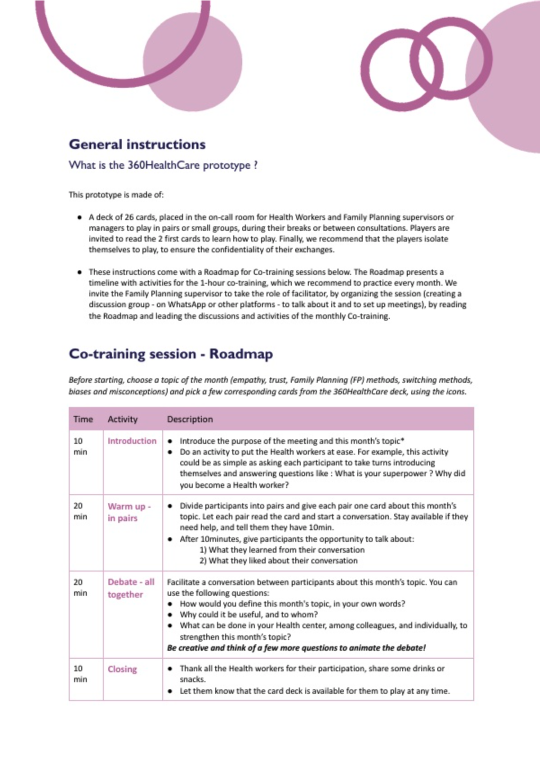 General instructions
What is the 360HealthCare prototype ?
This prototype is made of:
● A deck of 26 cards, placed in the on-call room for Health Workers and Family Planning supervisors or
managers to play in pairs or small groups, during their breaks or between consultations. Players are
invited to read the 2 first cards to learn how to play. Finally, we recommend that the players isolate
themselves to play, to ensure the confidentiality of their exchanges.
● These instructions come with a Roadmap for Co-training sessions below. The Roadmap presents a
timeline with activities for the 1-hour co-training, which we recommend to practice every month. We
invite the Family Planning supervisor to take the role of facilitator, by organizing the session (creating a
discussion group - on WhatsApp or other platforms - to talk about it and to set up meetings), by reading
the Roadmap and leading the discussions and activities of the monthly Co-training.
Co-training session - Roadmap
Before starting, choose a topic of the month (empathy, trust, Family Planning (FP) methods, switching methods,
biases and misconceptions) and pick a few corresponding cards from the 360HealthCare deck, using the icons.
Time Activity Description
10 min Introduction ● Introduce the purpose of the meeting and this month's topic*
● Do an activity to put the Health workers at ease. For example, this activity
could be as simple as asking each participant to take turns introducing
themselves and answering questions like : What is your superpower ? Why did
you become a Health worker?
20 min Warm up - in pairs ● Divide participants into pairs and give each pair one card about this month's
topic. Let each pair read the card and start a conversation. Stay available if they
need help, and tell them they have 10min.
● After 10minutes, give participants the opportunity to talk about:
1) What they learned from their conversation
2) What they liked about their conversation
20 min Debate - all together Facilitate a conversation between participants about this month's topic. You can
use the following questions:
● How would you define this month's topic, in your own words?
● Why could it be useful, and to whom?
● What can be done in your Health center, among colleagues, and individually, to
strengthen this month's topic?
Be creative and think of a few more questions to animate the debate!
10 min Closing ● Thank all the Health workers for their participation, share some drinks or
snacks.
● Let them know that the card deck is available for them to play at any time.